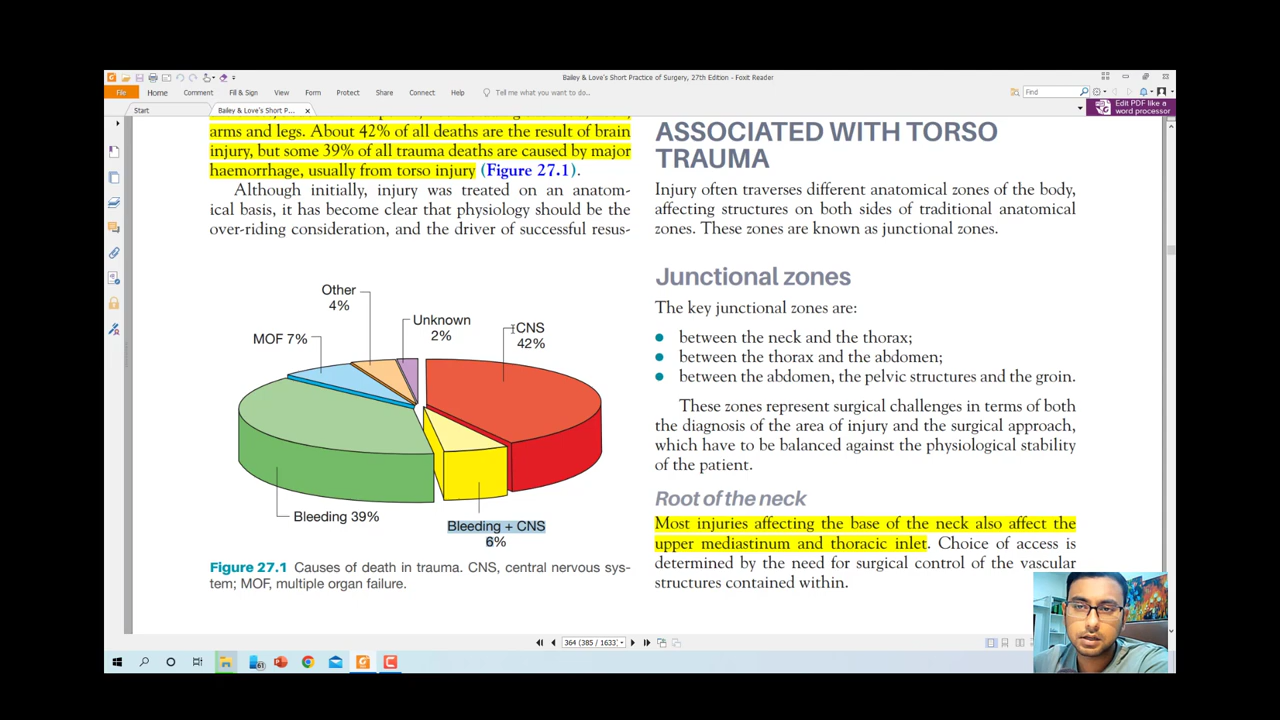 Bailey & Love's Short Practice of Surgery, 27th Edition - Foxit Reader
File Home Comment Fill & Sign View Form Protect Share Connect Help Tell me what you want to do... Find
Start Bailey & Love's Short P...
Edit PDF like a
word processor
arms and legs. About 42% of all deaths are the result of brain
injury, but some 39% of all trauma deaths are caused by major
haemorrhage, usually from torso injury (Figure 27.1).
Although initially, injury was treated on an anatom-
ical basis, it has become clear that physiology should be the
over-riding consideration, and the driver of successful resus-
Other
4%
Unknown
2%
MOF 7%
CNS
42%
Bleeding 39%
Bleeding + CNS
6%
Figure 27.1 Causes of death in trauma. CNS, central nervous sys-
tem; MOF, multiple organ failure.
ASSOCIATED WITH TORSO
TRAUMA
Injury often traverses different anatomical zones of the body,
affecting structures on both sides of traditional anatomical
zones. These zones are known as junctional zones.
Junctional zones
The key junctional zones are:
between the neck and the thorax;
between the thorax and the abdomen;
between the abdomen, the pelvic structures and the groin.
These zones represent surgical challenges in terms of both
the diagnosis of the area of injury and the surgical approach,
which have to be balanced against the physiological stability
of the patient.
Root of the neck
Most injuries affecting the base of the neck also affect the
upper mediastinum and thoracic inlet. Choice of access is
determined by the need for surgical control of the vascular
structures contained within.
364 (385 / 1633)
61